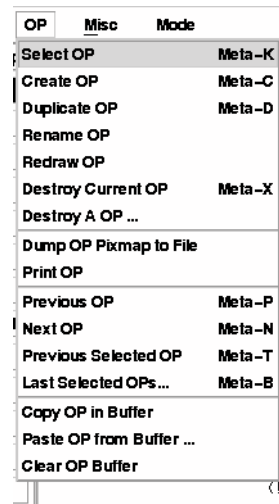 OP Misc Mode
Select OP Meta-K
Create OP Meta-C
Duplicate OP Meta-D
Rename OP
Redraw OP
Destroy Current OP Meta-X
Destroy A OP ...
Dump OP Pixmap to File
Print OP
Previous OP Meta-P
Next OP Meta-N
Previous Selected OP Meta-T
Last Selected OPs... Meta-B
Copy OP in Buffer
Paste OP from Buffer ...
Clear OP Buffer